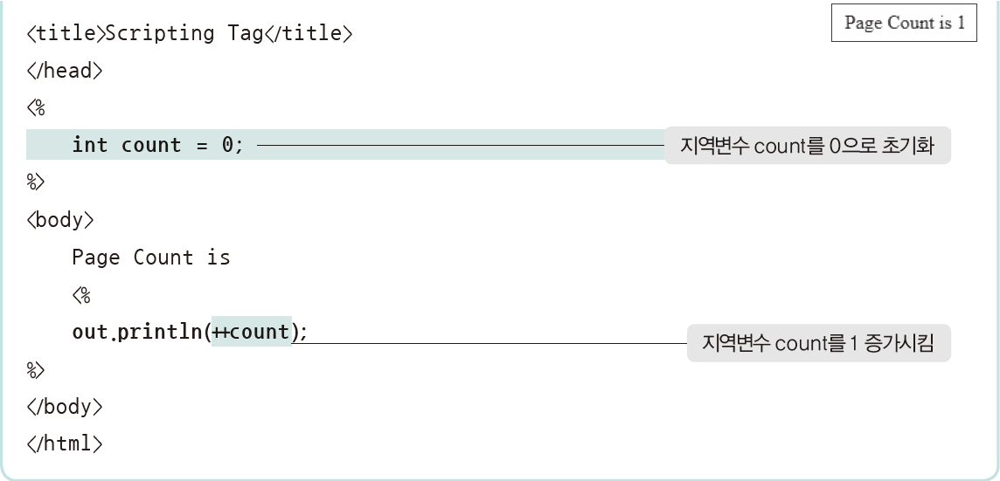 <title>Scripting Tag</title>
Page Count is 1
</head>
<%
int count = 0;
지역변수 count를 0으로 초기화
%>
<body>
Page Count is
<%
out.println(++count);
지역변수 count를 1 증가시킴
%>
</body>
</html>